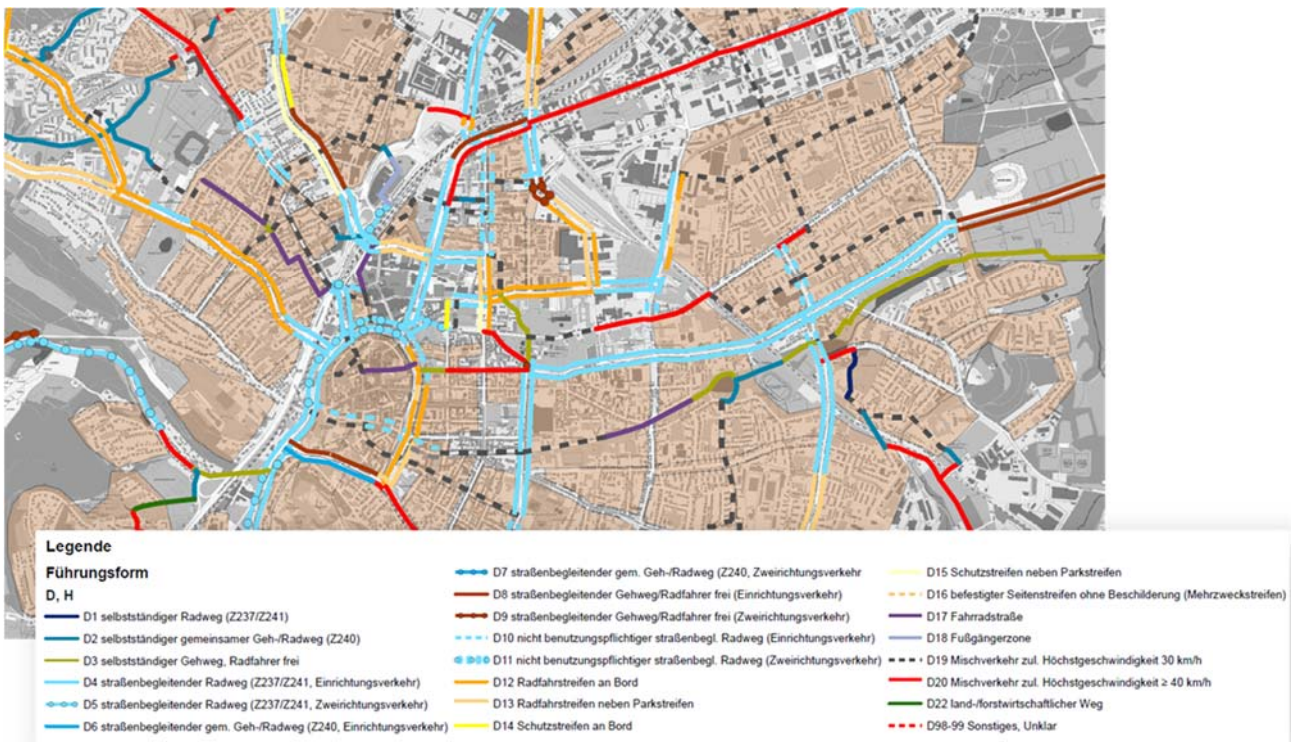 Legende
Führungsform
D, H
D1 selbstständiger Radweg (Z237/Z241)
D2 selbstständiger gemeinsamer Geh-/Radweg (Z240)
D3 selbstständiger Gehweg, Radfahrer frei
D4 straßenbegleitender Radweg (Z237/Z241, Einrichtungsverkehr)
D5 straßenbegleitender Radweg (Z237/Z241, Zweirichtungsverkehr)
D6 straßenbegleitender gem. Geh-/Radweg (Z240, Einrichtungsverkehr)
D7 straßenbegleitender gem. Geh-/Radweg (Z240, Zweirichtungsverkehr
D8 straßenbegleitender Gehweg/Radfahrer frei (Einrichtungsverkehr)
D9 straßenbegleitender Gehweg/Radfahrer frei (Zweirichtungsverkehr)
D10 nicht benutzungspflichtiger straßenbegl. Radweg (Einrichtungsverkehr)
D11 nicht benutzungspflichtiger straßenbegl. Radweg (Zweirichtungsverkehr)
D12 Radfahrstreifen an Bord
D13 Radfahrstreifen neben Parkstreifen
D14 Schutzstreifen an Bord
D15 Schutzstreifen neben Parkstreifen
D16 befestigter Seitenstreifen ohne Beschilderung (Mehrzweckstreifen)
D17 Fahrradstraße
D18 Fußgängerzone
D19 Mischverkehr zul. Höchstgeschwindigkeit 30 km/h
D20 Mischverkehr zul. Höchstgeschwindigkeit ≥ 40 km/h
D22 land-/forstwirtschaftlicher Weg
D98-99 Sonstiges, Unklar